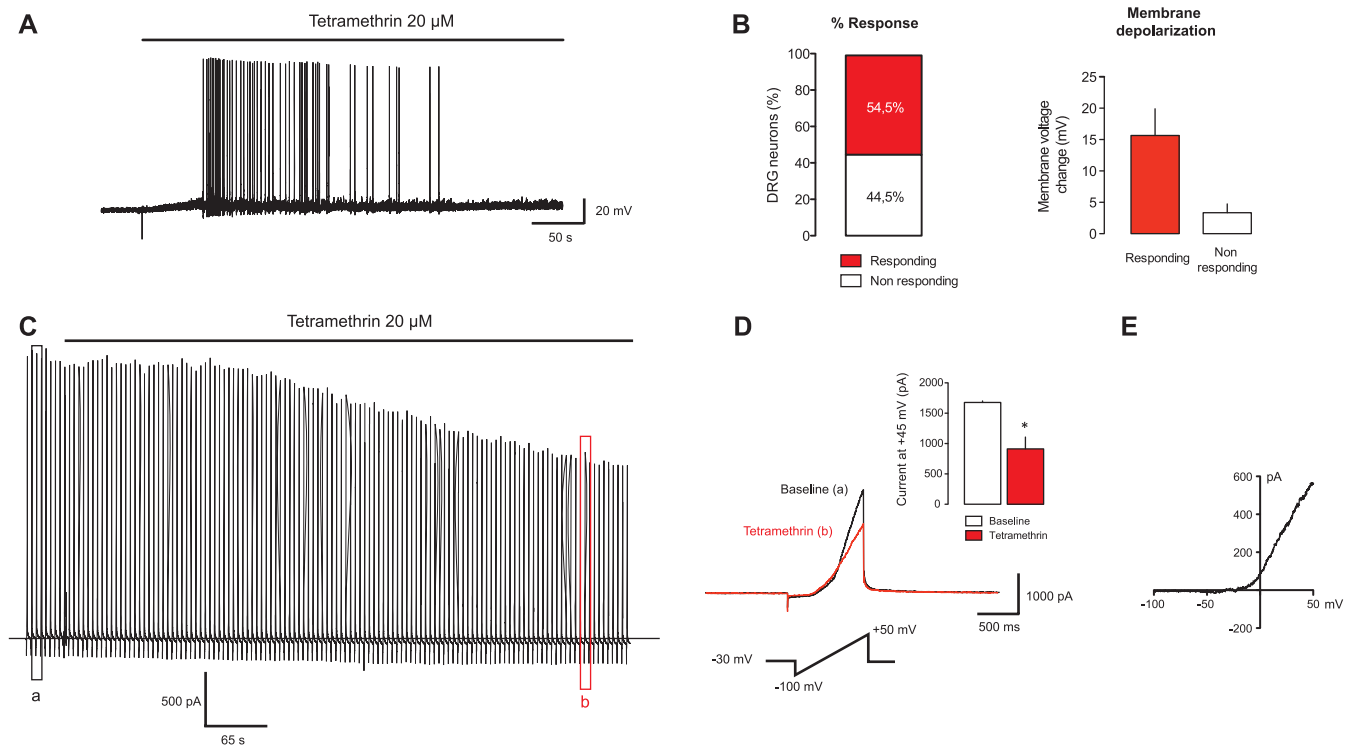 A
Tetramethrin 20 µM
20 mV
50 s
B
% Response
DRG neurons (%)
100
80
60
40
20
0
54,5%
44,5%
Responding
Non responding
Membrane
depolarization
Membrane voltage
change (mV)
25
20
15
10
5
0
Responding
Non
responding
C
Tetramethrin 20 µM
a
b
500 pA
65 s
D
Current at +45 mV (pA)
2000
1500
1000
500
0
*
Baseline
Tetramethrin
Baseline (a)
Tetramethrin (b)
1000 pA
500 ms
+50 mV
-30 mV
-100 mV
E
600
pA
400
200
-100
-50
50
mV
-200